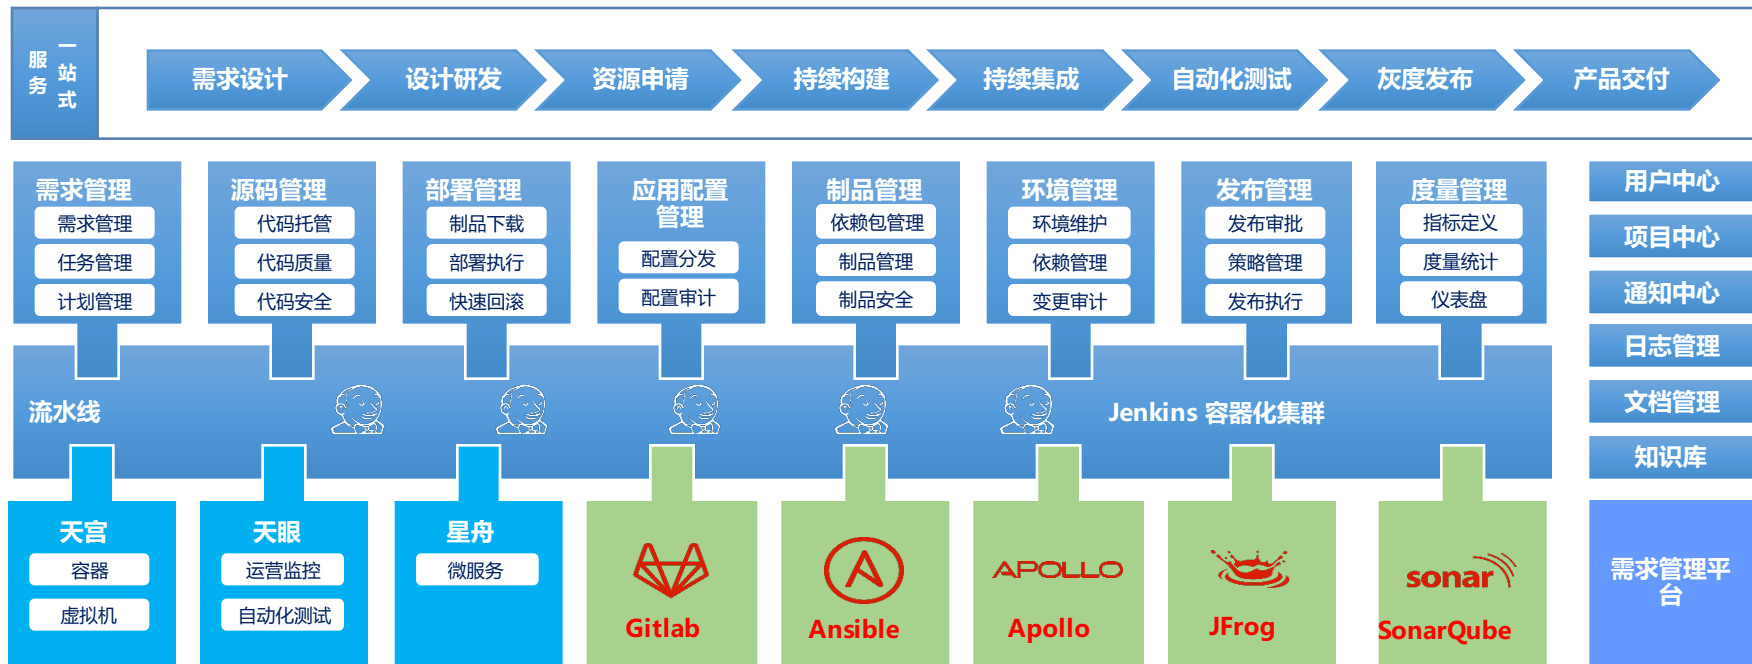 一站式
服务
需求设计
设计研发
资源申请
持续构建
持续集成
自动化测试
灰度发布
产品交付
需求管理
需求管理
任务管理
计划管理
源码管理
代码托管
代码质量
代码安全
部署管理
制品下载
部署执行
快速回滚
应用配置
管理
配置分发
配置审计
制品管理
依赖包管理
制品管理
制品安全
环境管理
环境维护
依赖管理
变更审计
发布管理
发布审批
策略管理
发布执行
度量管理
指标定义
度量统计
仪表盘
用户中心
项目中心
通知中心
日志管理
文档管理
知识库
流水线
Jenkins 容器化集群
天宫
容器
虚拟机
天眼
运营监控
自动化测试
星舟
微服务
Gitlab
Ansible
APOLLO
Apollo
JFrog
sonar
SonarQube
需求管理平
台